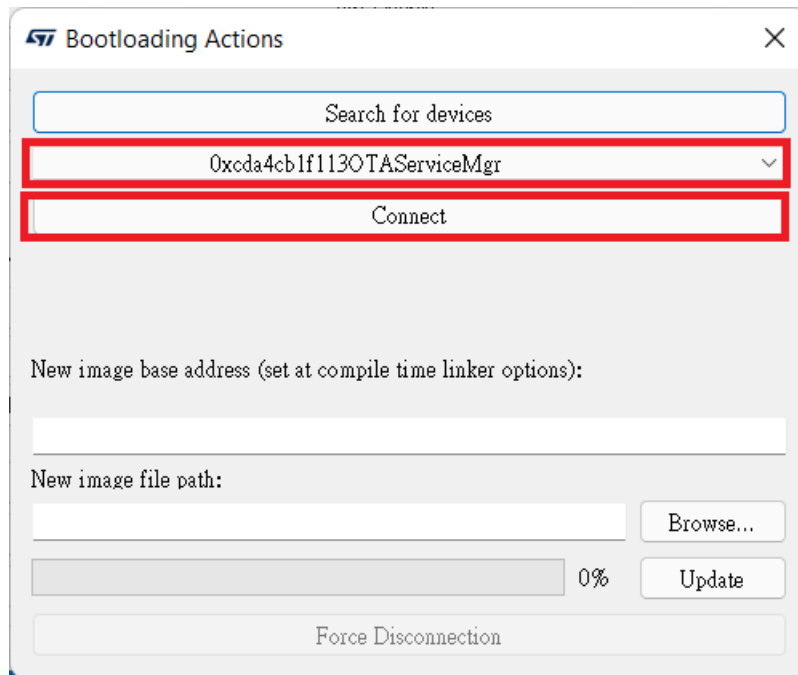 Bootloading Actions
Search for devices
0xcda4cb1f113OTAServiceMgr
Connect
New image base address (set at compile time linker options):
New image file path:
Browse...
0% Update
Force Disconnection